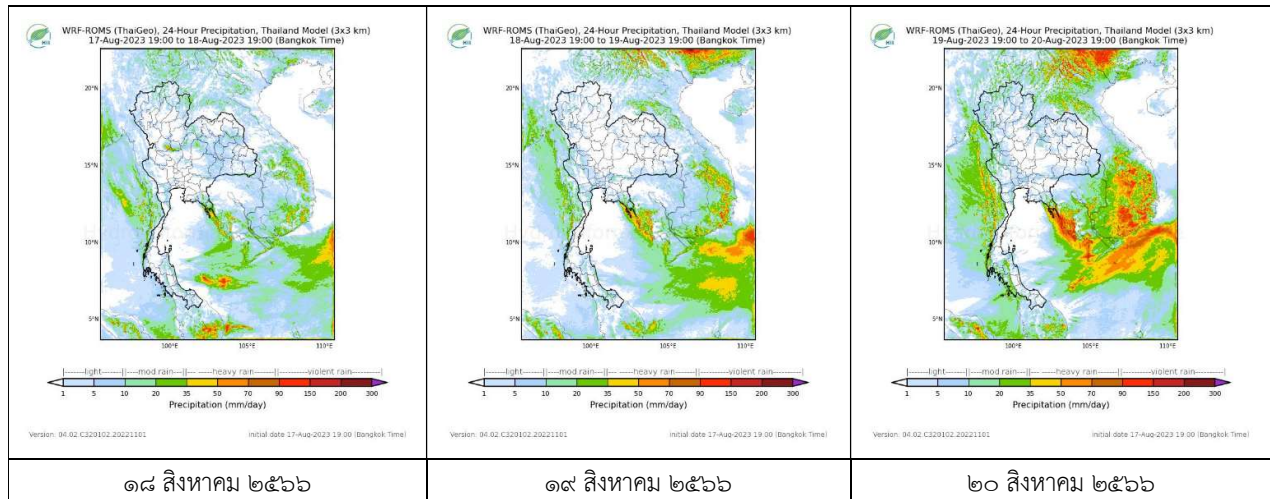 WRF-ROMS (ThaiGeo), 24-Hour Precipitation, Thailand Model (3x3 km)
17-Aug-2023 19:00 to 18-Aug-2023 19:00 (Bangkok Time)
20°N
15°N
10°N
5°N
100°E
105°E
110°E
|-------light-------||----mod rain---||--- -----heavy rain-------||---------violent rain---------|
1 5 10 20 35 50 70 90 150 200 300
Precipitation (mm/day)
Version: 04.02.C320102.20221101
initial date 17-Aug-2023 19:00 (Bangkok Time)
๑๘ สิงหาคม ๒๕๖๖
WRF-ROMS (ThaiGeo), 24-Hour Precipitation, Thailand Model (3x3 km)
18-Aug-2023 19:00 to 19-Aug-2023 19:00 (Bangkok Time)
20°N
15°N
10°N
5°N
100°E
105°E
110°E
|-------light-------||----mod rain---||--- -----heavy rain-------||---------violent rain---------|
1 5 10 20 35 50 70 90 150 200 300
Precipitation (mm/day)
Version: 04.02.C320102.20221101
initial date 17-Aug-2023 19:00 (Bangkok Time)
๑๙ สิงหาคม ๒๕๖๖
WRF-ROMS (ThaiGeo), 24-Hour Precipitation, Thailand Model (3x3 km)
19-Aug-2023 19:00 to 20-Aug-2023 19:00 (Bangkok Time)
20°N
15°N
10°N
5°N
100°E
105°E
110°E
|-------light-------||----mod rain---||--- -----heavy rain-------||---------violent rain---------|
1 5 10 20 35 50 70 90 150 200 300
Precipitation (mm/day)
Version: 04.02.C320102.20221101
initial date 17-Aug-2023 19:00 (Bangkok Time)
๒๐ สิงหาคม ๒๕๖๖